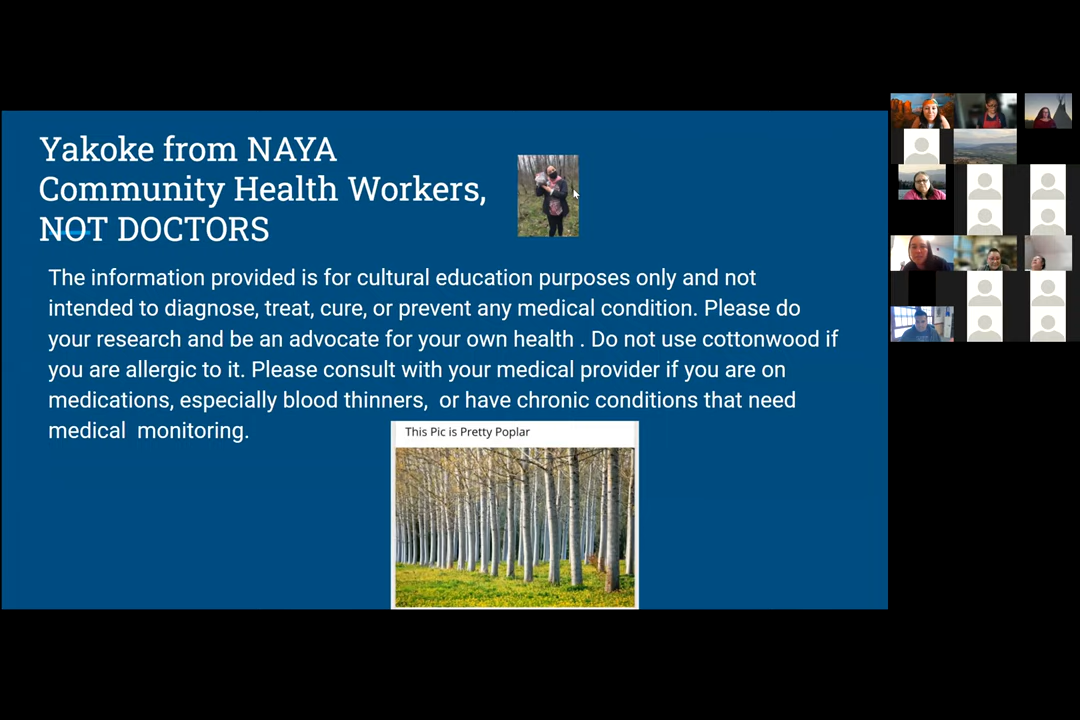 Yakoke from NAYA
Community Health Workers,
NOT DOCTORS
The information provided is for cultural education purposes only and not
intended to diagnose, treat, cure, or prevent any medical condition. Please do
your research and be an advocate for your own health . Do not use cottonwood if
you are allergic to it. Please consult with your medical provider if you are on
medications, especially blood thinners,  or have chronic conditions that need
medical  monitoring.
This Pic is Pretty Poplar